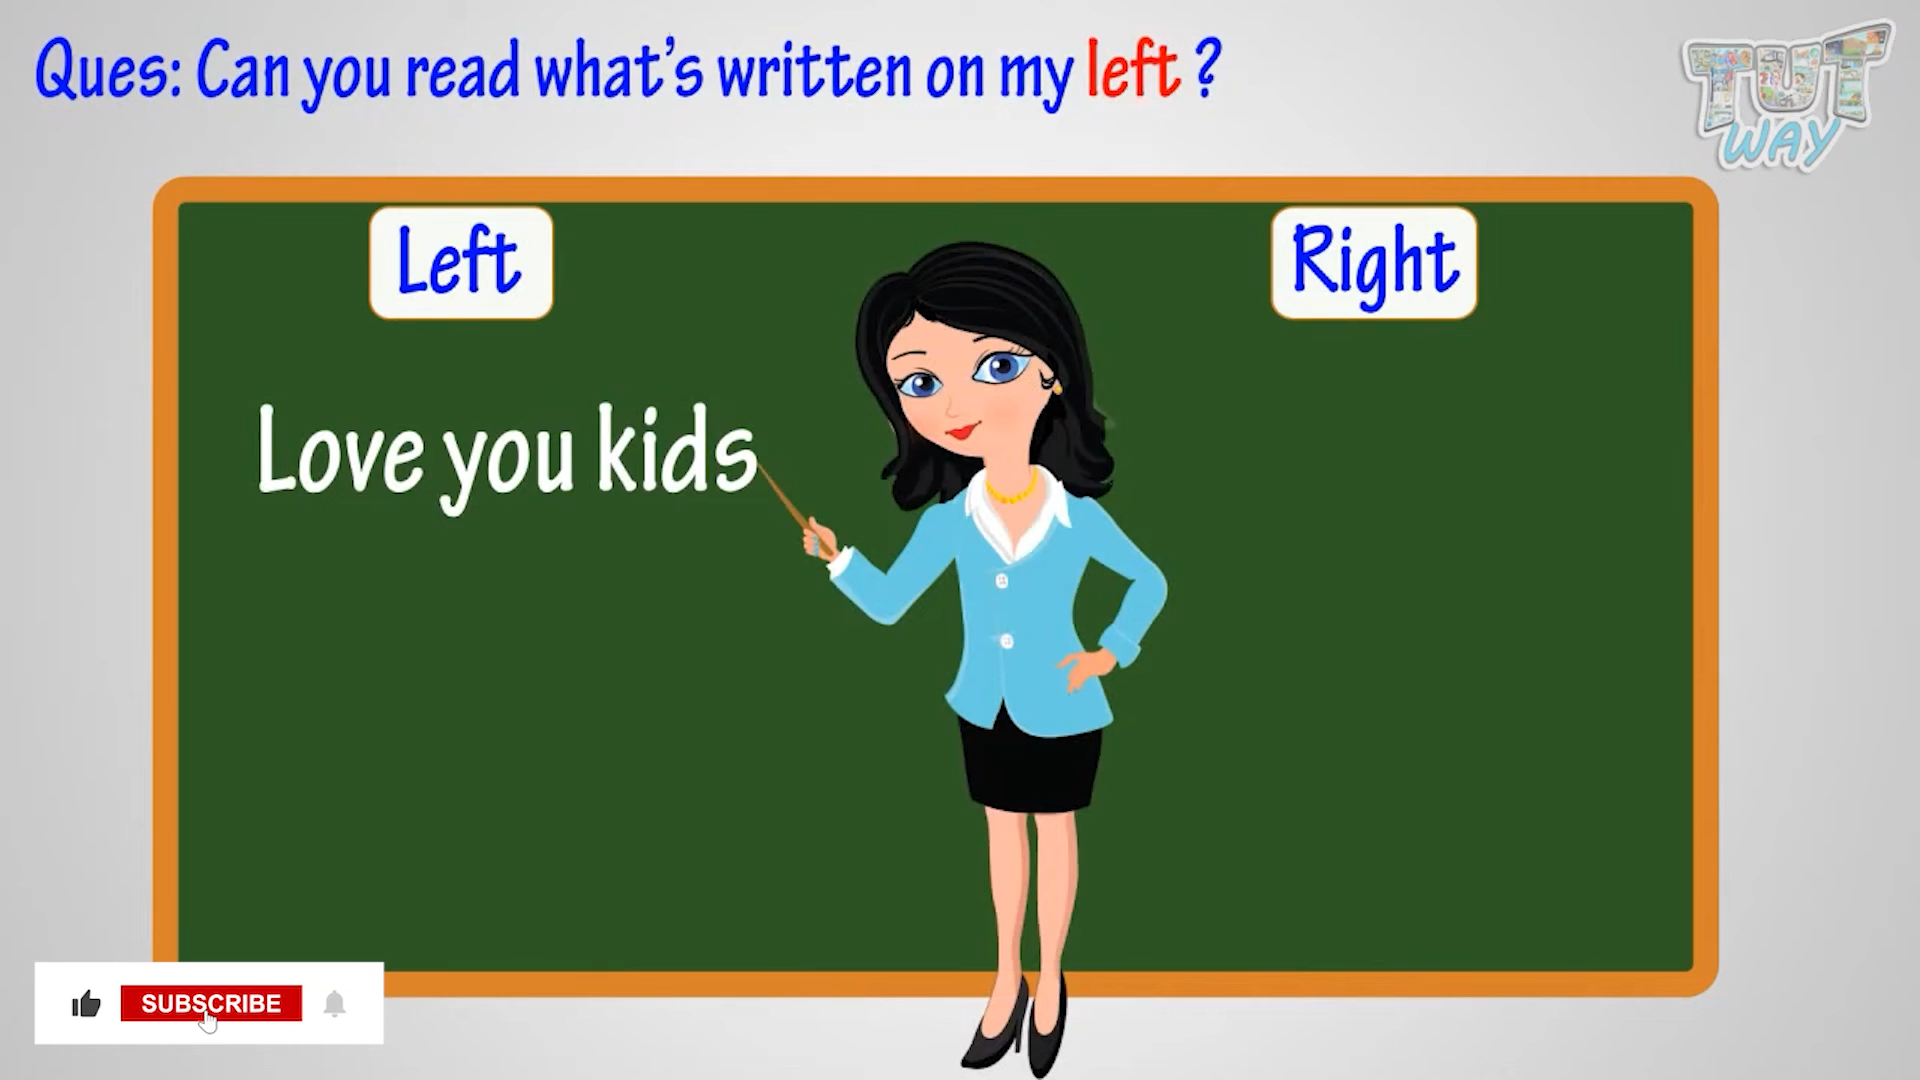 Ques: Can you read what's written on my left ?
TUT
WAY
Left
Right
Love you kids
SUBSCRIBE